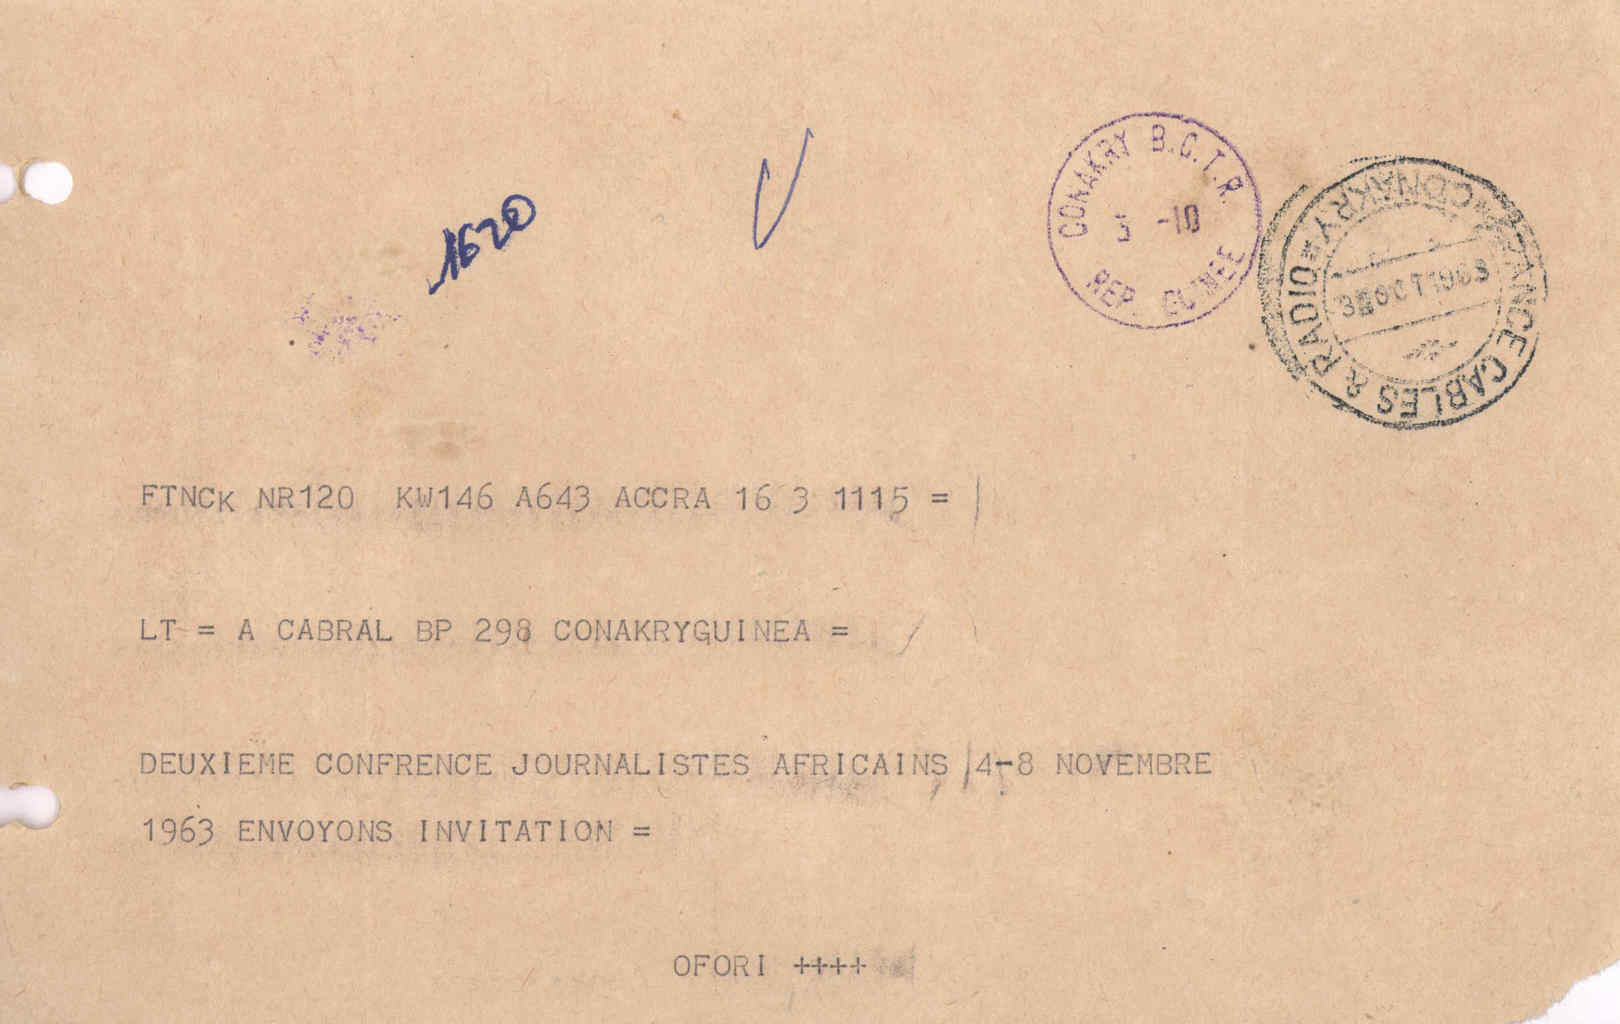 1620
CONAKRY B.C.T.R.
3 -10
REP. GUINEE
FRANCE CABLES & RADIO
=CONAKRY=
3 OCT 1963
FTNCK NR120 KW146 A643 ACCRA 16 3 1115 =
LT = A CABRAL BP 298 CONAKRYGUINEA =
DEUXIEME CONFRENCE JOURNALISTES AFRICAINS 4-8 NOVEMBRE
1963 ENVOYONS INVITATION =
OFORI ++++